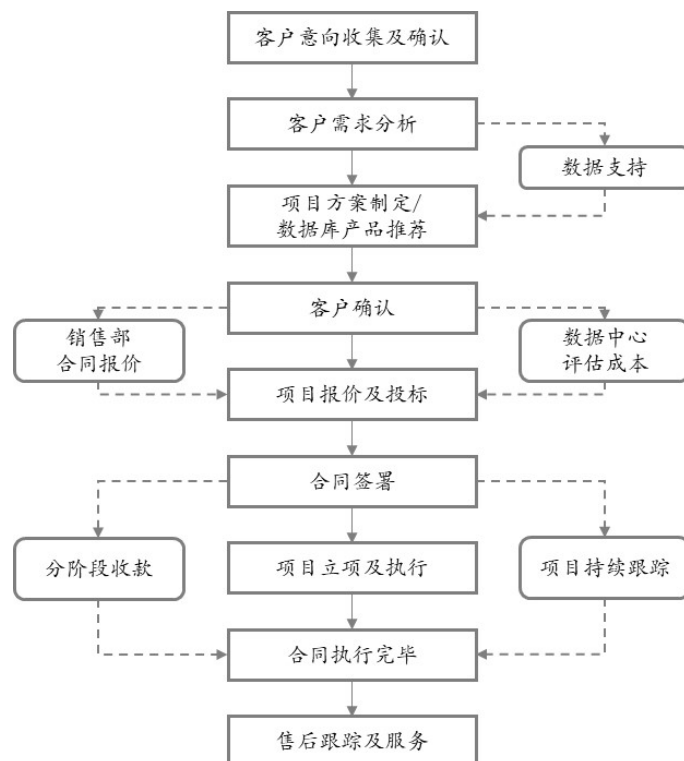 客户意向收集及确认
客户需求分析
数据支持
项目方案制定/
数据库产品推荐
客户确认
销售部
合同报价
数据中心
评估成本
项目报价及投标
合同签署
分阶段收款
项目立项及执行
项目持续跟踪
合同执行完毕
售后跟踪及服务